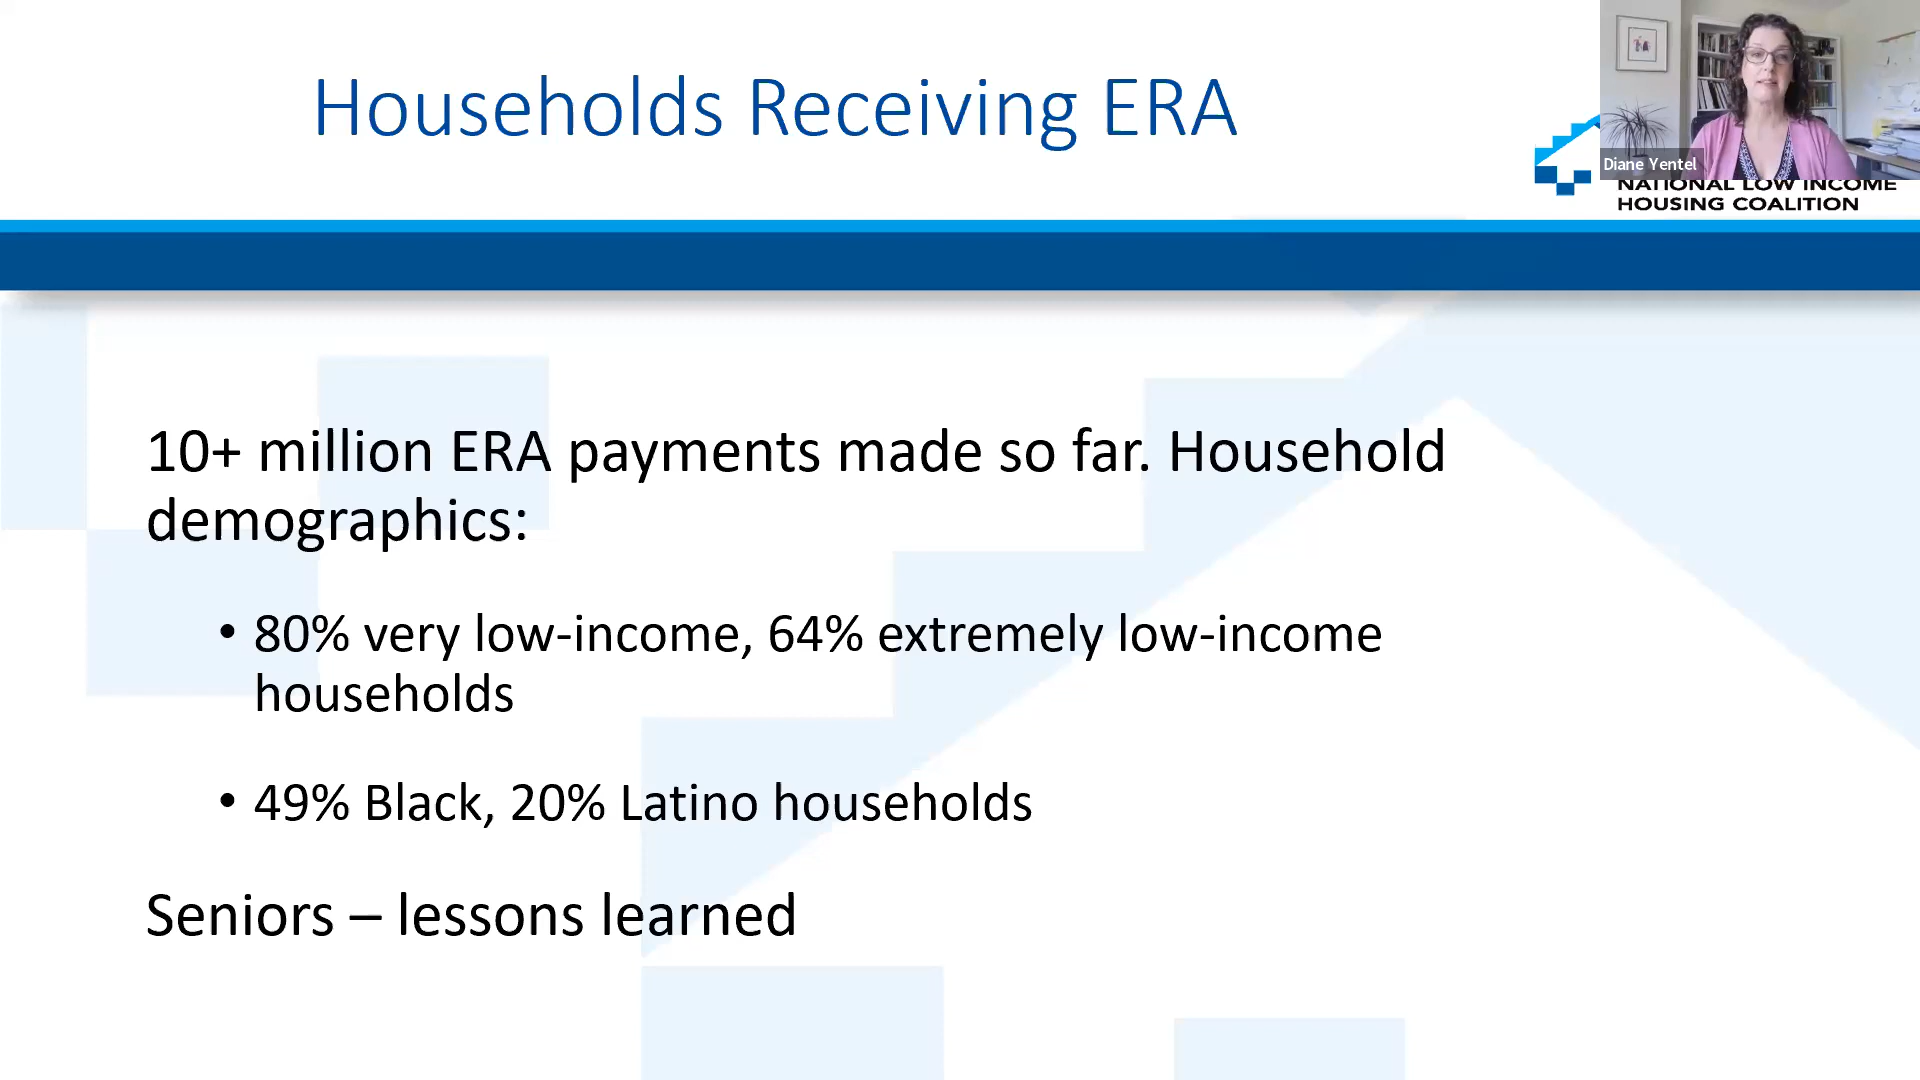 Households Receiving ERA
Diane Yentel
NATIONAL LOW INCOME
HOUSING COALITION
10+ million ERA payments made so far. Household
demographics:
• 80% very low-income, 64% extremely low-income
households
• 49% Black, 20% Latino households
Seniors – lessons learned